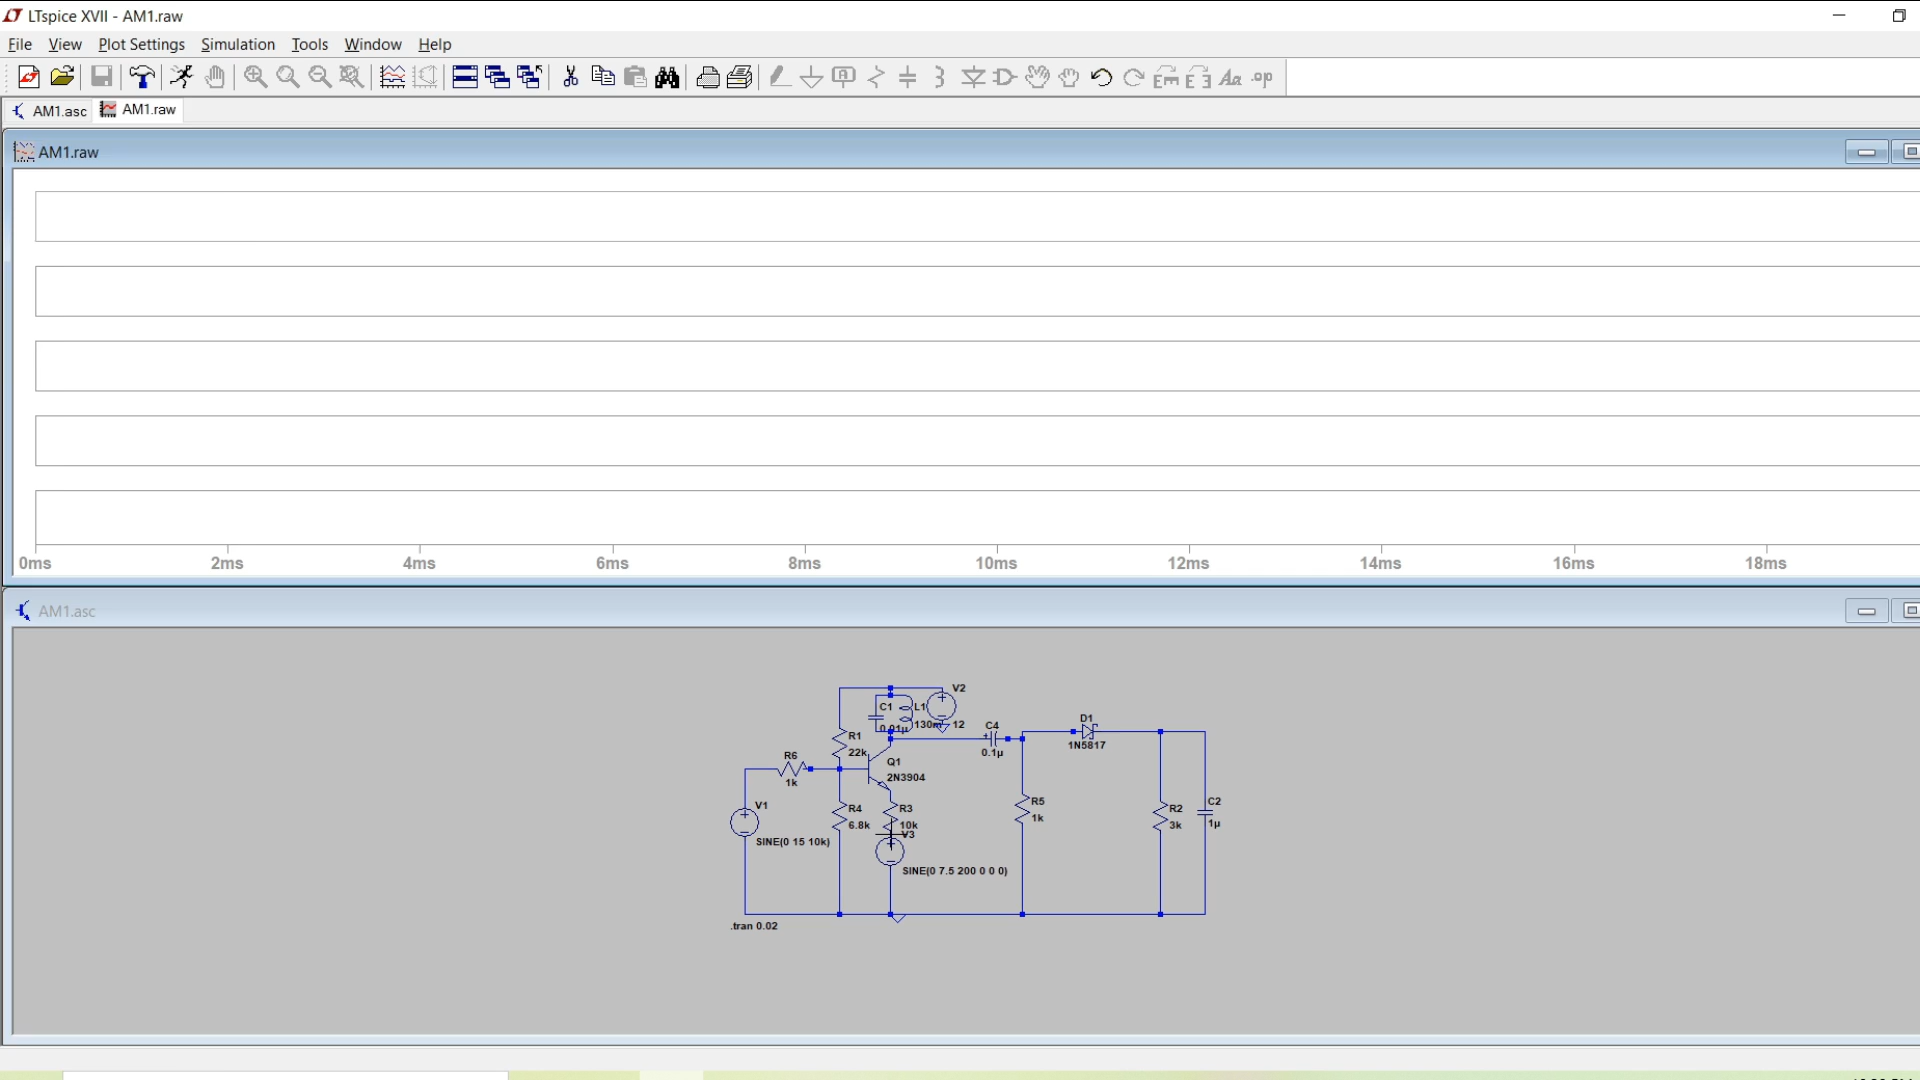 LTspice XVII - AM1.raw
File View Plot Settings Simulation Tools Window Help
AM1.asc AM1.raw
AM1.raw
0ms 2ms 4ms 6ms 8ms 10ms 12ms 14ms 16ms 18ms
AM1.asc
V2
12
C1
0.01µ
L1
R1
22k
C4
0.1µ
D1
1N5817
R6
1k
Q1
2N3904
V1
SINE(0 15 10k)
R4
6.8k
R3
10k
V3
SINE(0 7.5 200 0 0 0)
R5
1k
R2
3k
C2
1µ
.tran 0.02